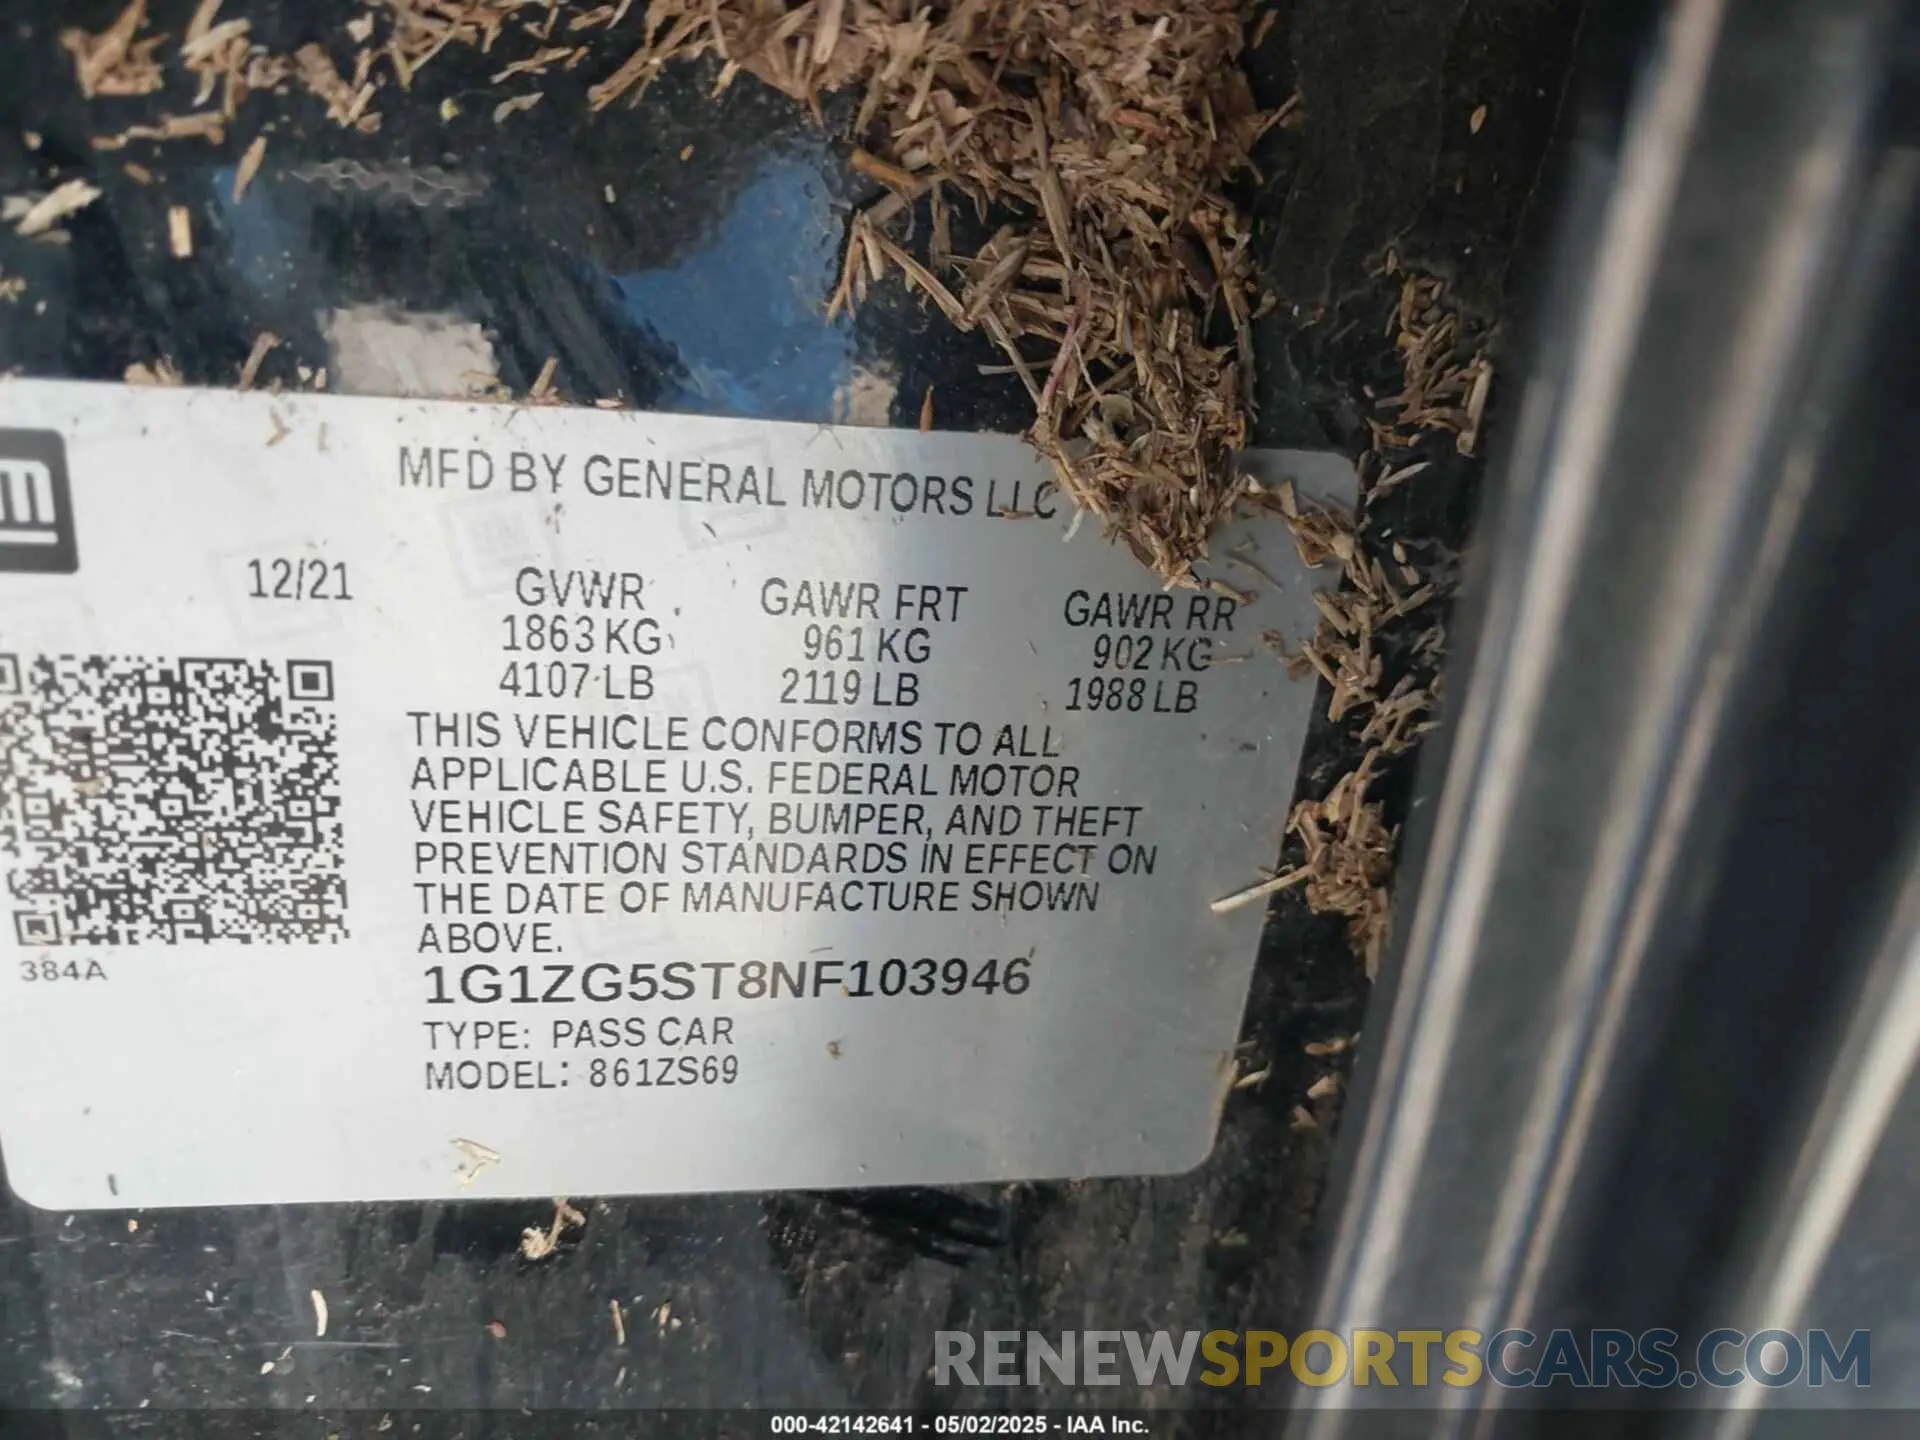 MFD BY GENERAL MOTORS LLC
12/21
GVWR GAWR FRT GAWR RR
1863 KG 961 KG 902 KG
4107 LB 2119 LB 1988 LB
THIS VEHICLE CONFORMS TO ALL
APPLICABLE U.S. FEDERAL MOTOR
VEHICLE SAFETY, BUMPER, AND THEFT
PREVENTION STANDARDS IN EFFECT ON
THE DATE OF MANUFACTURE SHOWN
ABOVE.
384A
1G1ZG5ST8NF103946
TYPE: PASS CAR
MODEL: 861ZS69
RENEWSPORTSCARS.COM
000-42142641 - 05/02/2025 - IAA Inc.